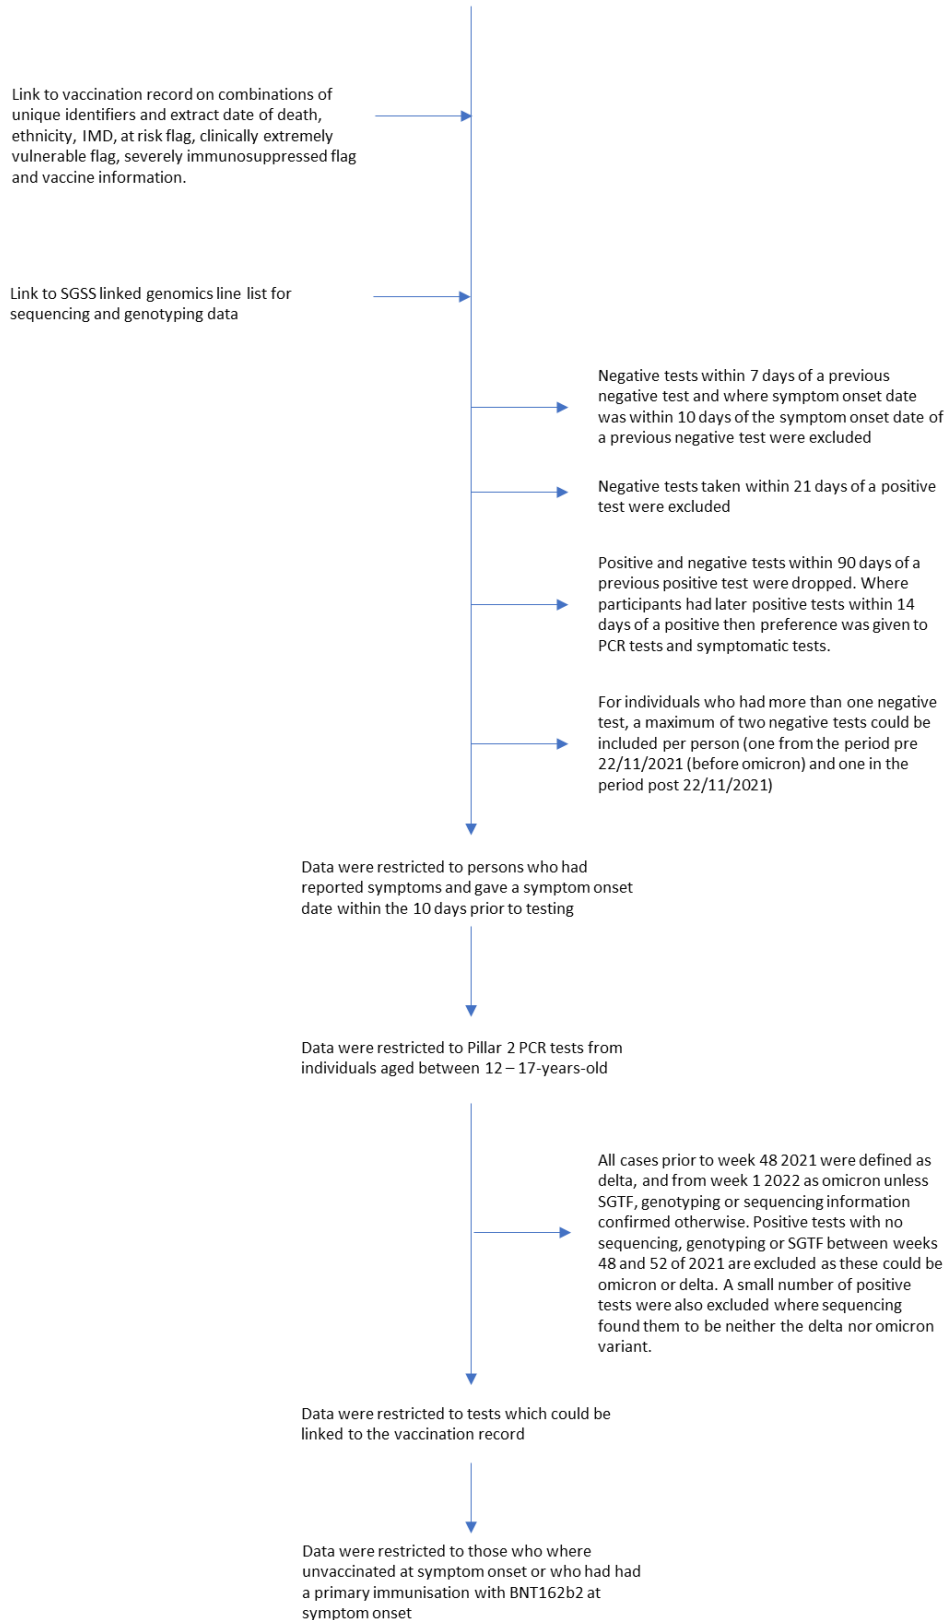 Link to vaccination record on combinations of
unique identifiers and extract date of death,
ethnicity, IMD, at risk flag, clinically extremely
vulnerable flag, severely immunosuppressed flag
and vaccine information.
Link to SGSS linked genomics line list for
sequencing and genotyping data
Negative tests within 7 days of a previous
negative test and where symptom onset date
was within 10 days of the symptom onset date of
a previous negative test were excluded
Negative tests taken within 21 days of a positive
test were excluded
Positive and negative tests within 90 days of a
previous positive test were dropped. Where
participants had later positive tests within 14
days of a positive then preference was given to
PCR tests and symptomatic tests.
For individuals who had more than one negative
test, a maximum of two negative tests could be
included per person (one from the period pre
22/11/2021 (before omicron) and one in the
period post 22/11/2021)
Data were restricted to persons who had
reported symptoms and gave a symptom onset
date within the 10 days prior to testing
Data were restricted to Pillar 2 PCR tests from
individuals aged between 12 – 17-years-old
All cases prior to week 48 2021 were defined as
delta, and from week 1 2022 as omicron unless
SGTF, genotyping or sequencing information
confirmed otherwise. Positive tests with no
sequencing, genotyping or SGTF between weeks
48 and 52 of 2021 are excluded as these could be
omicron or delta. A small number of positive
tests were also excluded where sequencing
found them to be neither the delta nor omicron
variant.
Data were restricted to tests which could be
linked to the vaccination record
Data were restricted to those who where
unvaccinated at symptom onset or who had had
a primary immunisation with BNT162b2 at
symptom onset